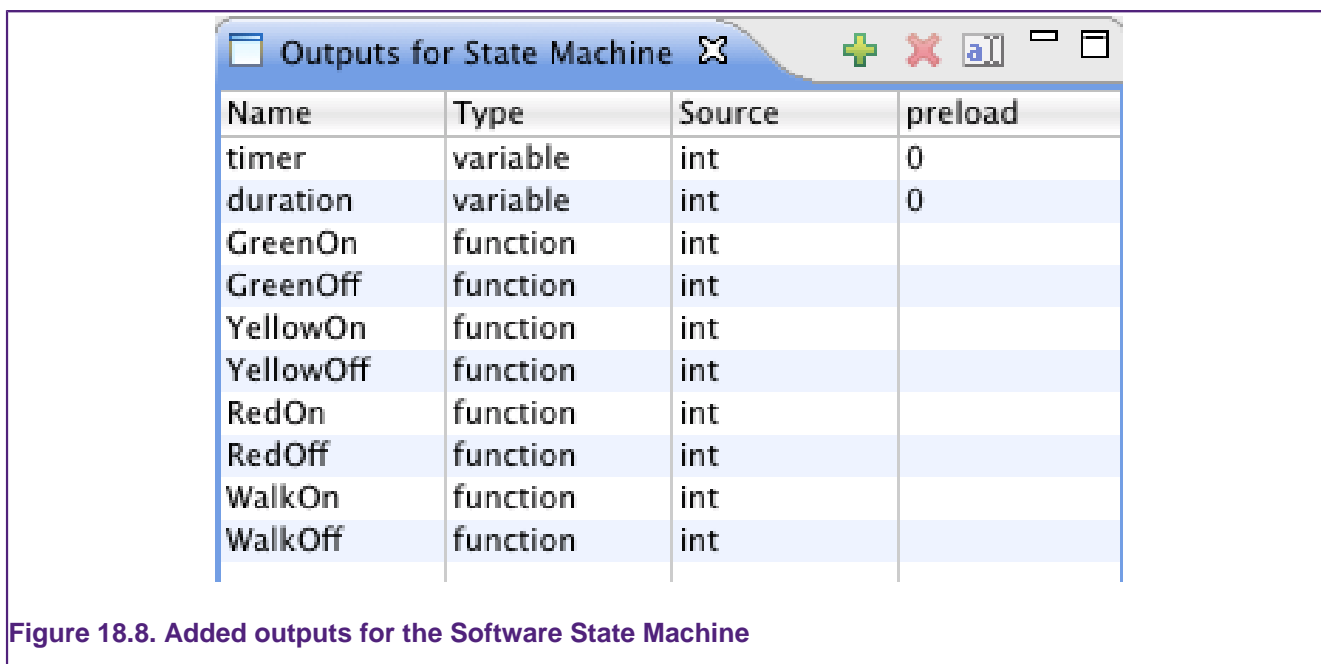 Outputs for State Machine
Name Type Source preload
timer variable int 0
duration variable int 0
GreenOn function int
GreenOff function int
YellowOn function int
YellowOff function int
RedOn function int
RedOff function int
WalkOn function int
WalkOff function int
Figure 18.8. Added outputs for the Software State Machine